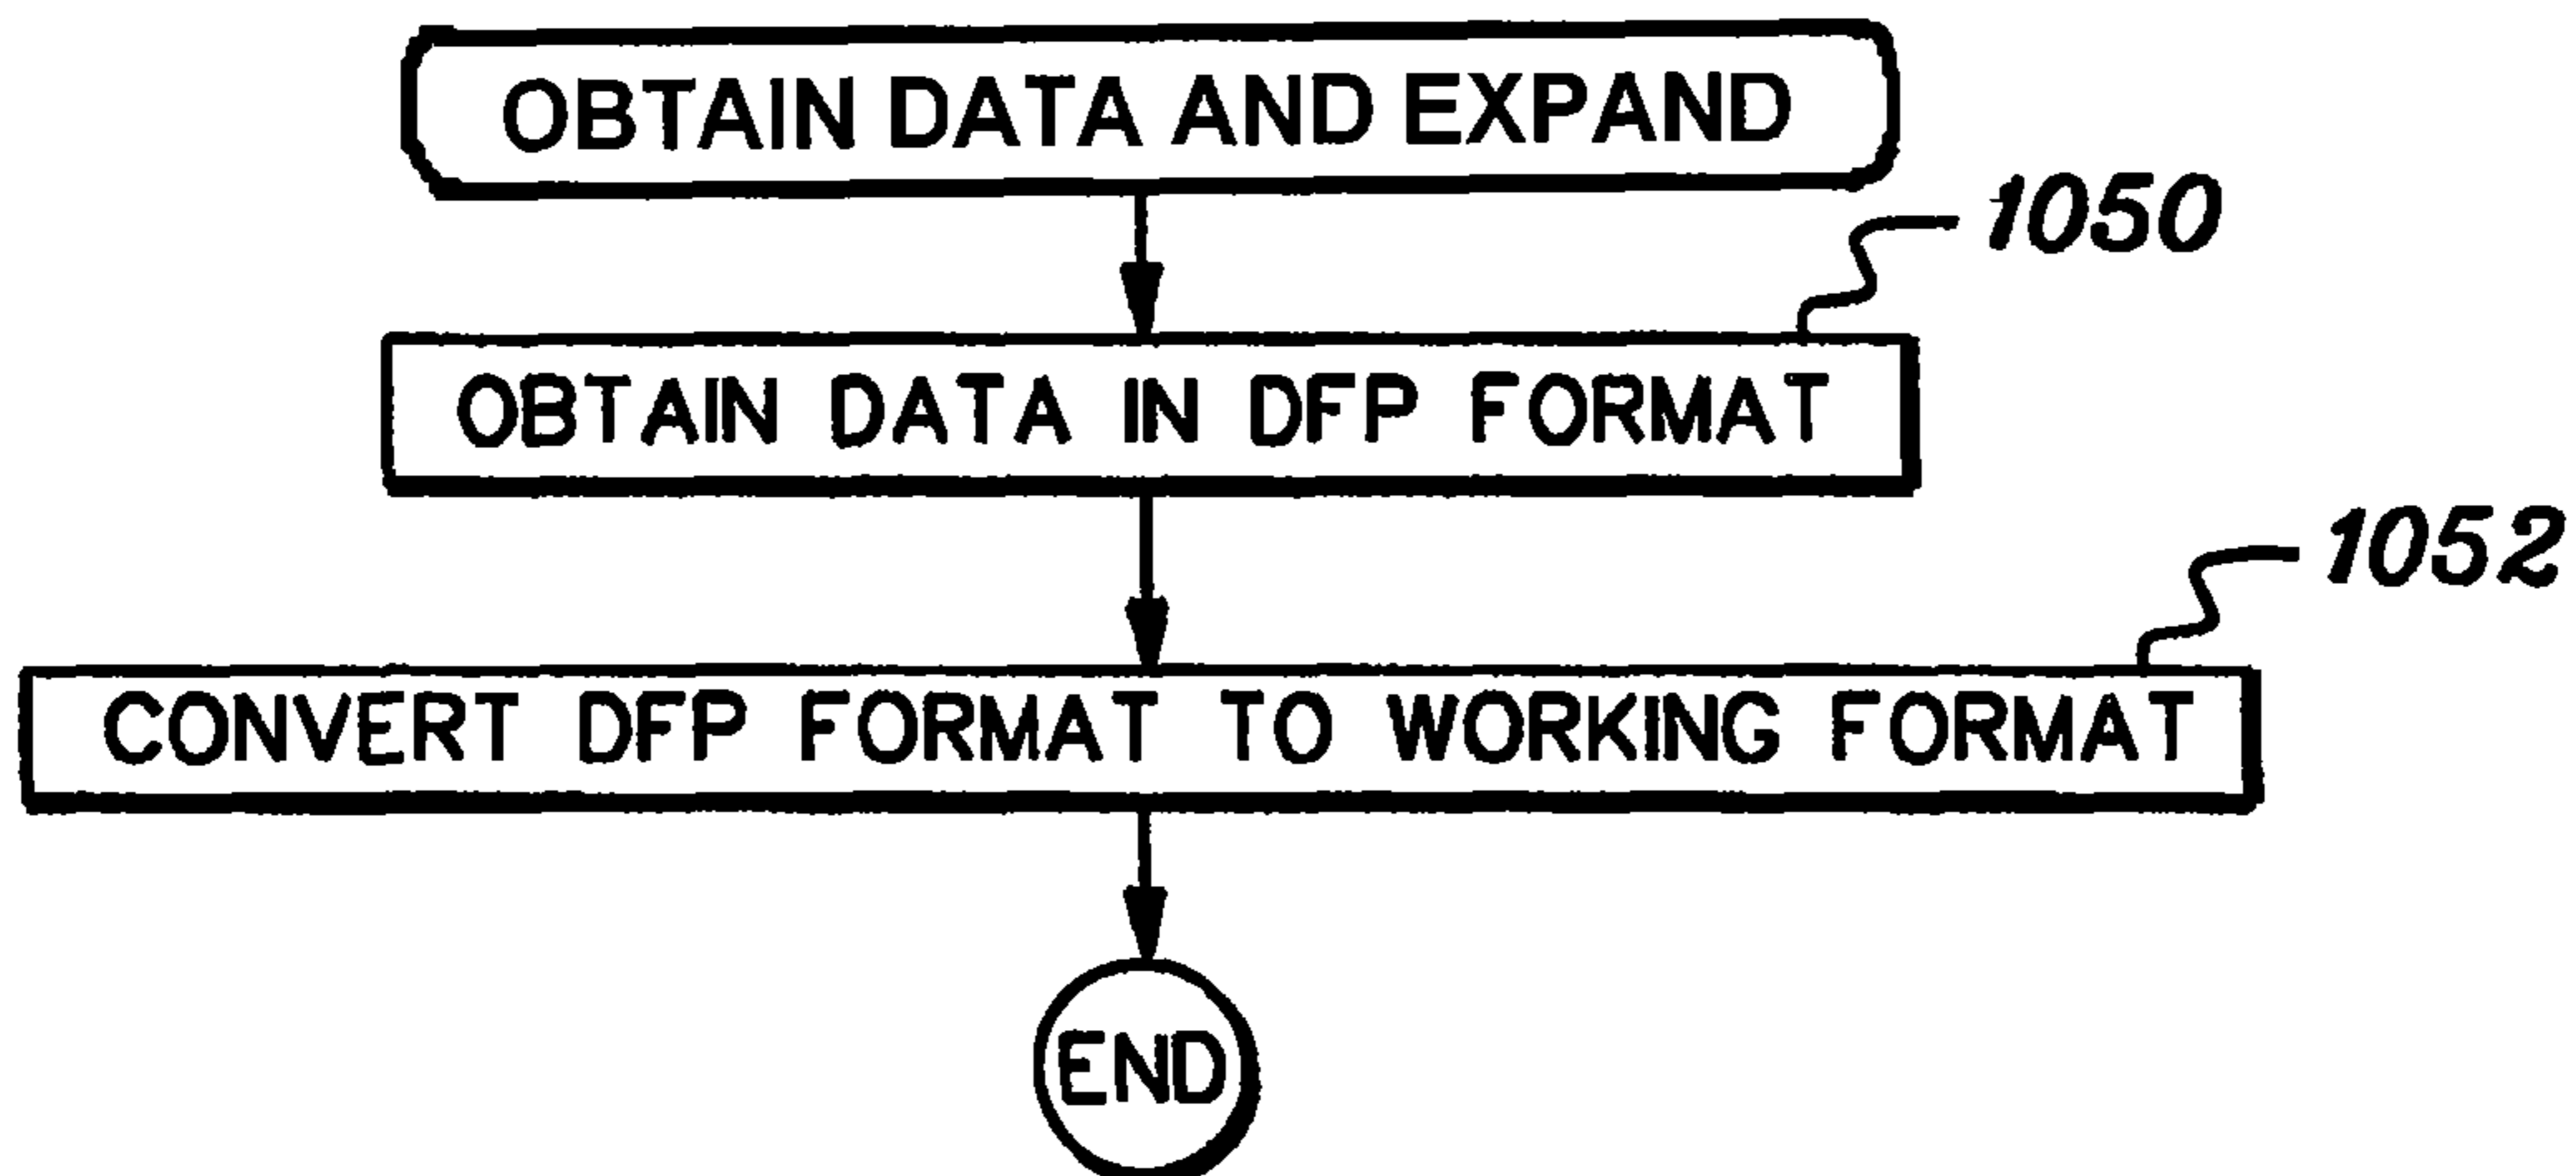 OBTAIN DATA AND EXPAND
1050
OBTAIN DATA IN DFP FORMAT
1052
CONVERT DFP FORMAT TO WORKING FORMAT
END